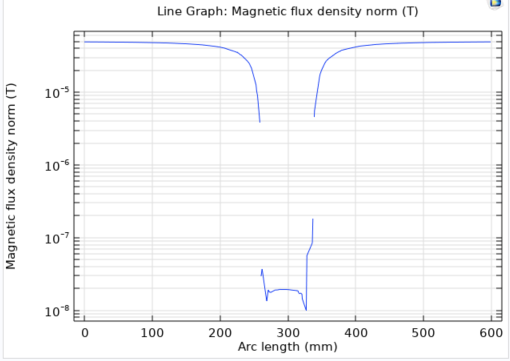 Line Graph: Magnetic flux density norm (T)
Magnetic flux density norm (T)
10⁻⁵
10⁻⁶
10⁻⁷
10⁻⁸
0 100 200 300 400 500 600
Arc length (mm)